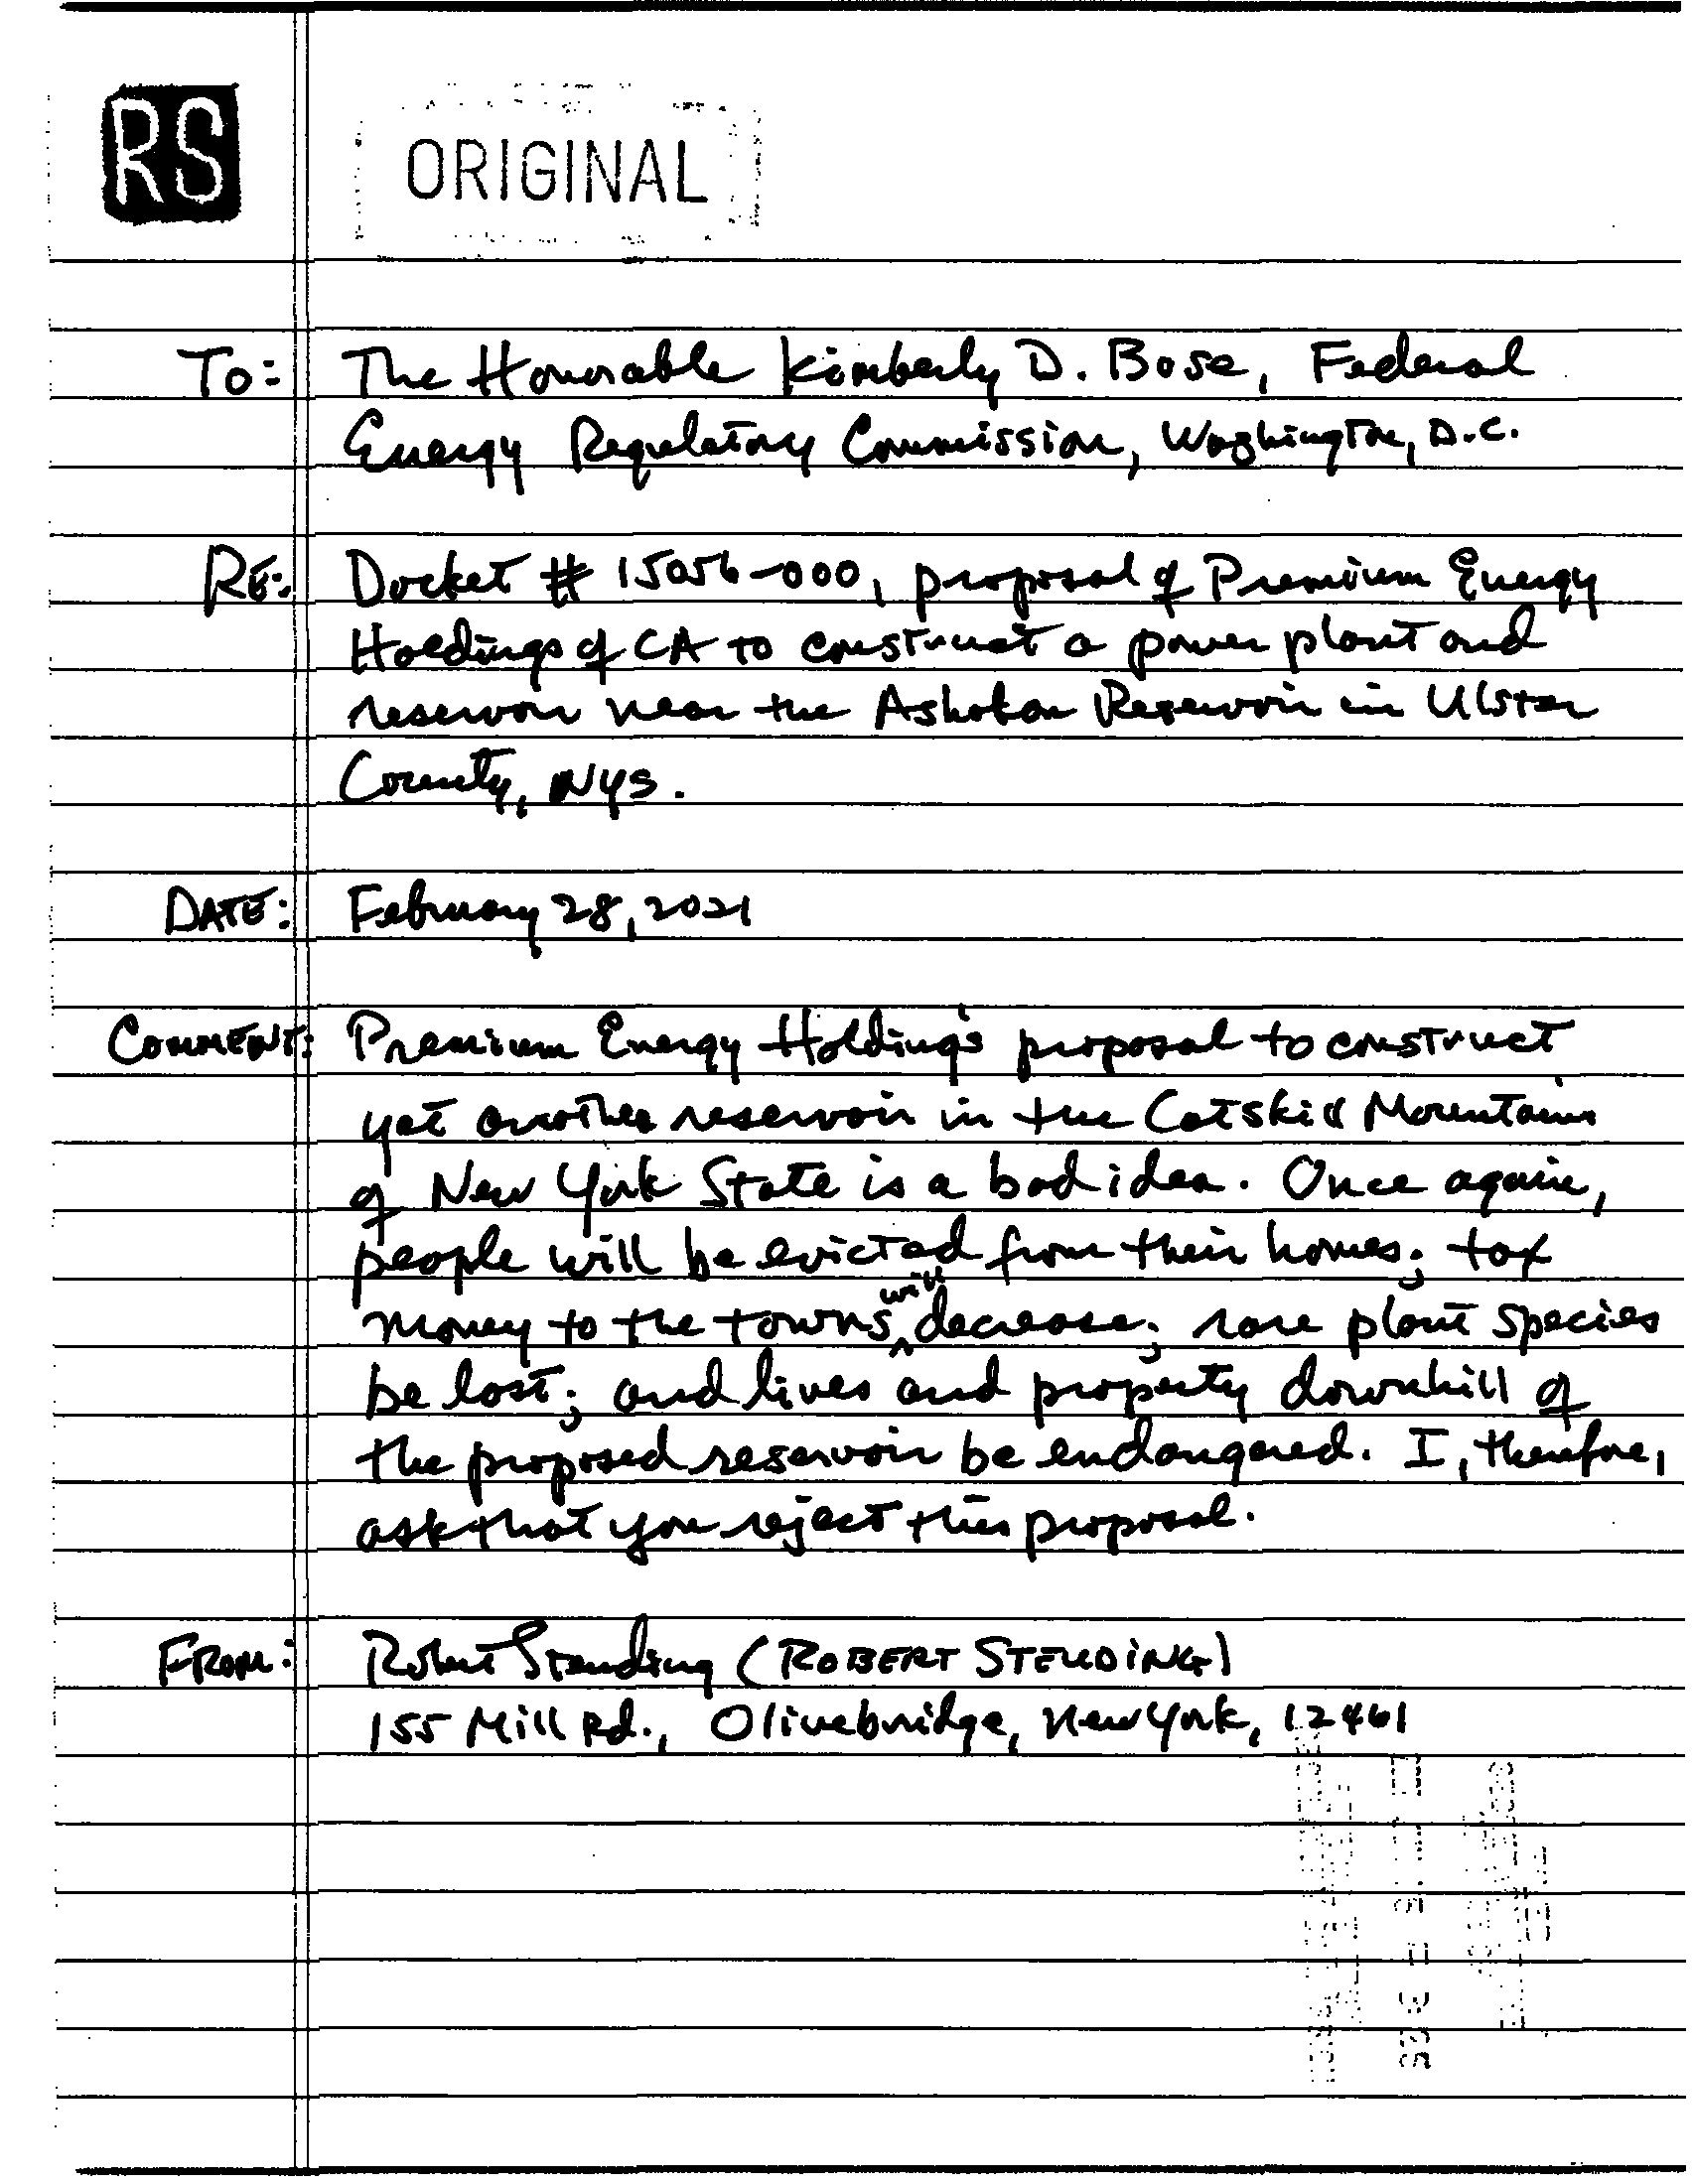 RS
ORIGINAL
To: The Honorable Kimberly D. Bose, Federal
Energy Regulatory Commission, Washington, D.C.
RE: Docket # 15056-000, proposal of Premium Energy
Holdings of CA to construct a power plant and
reservoir near the Ashokan Reservoir in Ulster
County, NYS.
DATE: February 28, 2021
COMMENT: Premium Energy Holding's proposal to construct
yet another reservoir in the Catskill Mountains
of New York State is a bad idea. Once again,
people will be evicted from their homes; tax
money to the towns will decrease; rare plant species
be lost; and lives and property downhill of
the proposed reservoir be endangered. I, therefore,
ask that you reject this proposal.
FROM: Robert Steuding (ROBERT STEUDING)
155 Mill Rd., Olivebridge, New York, 12461